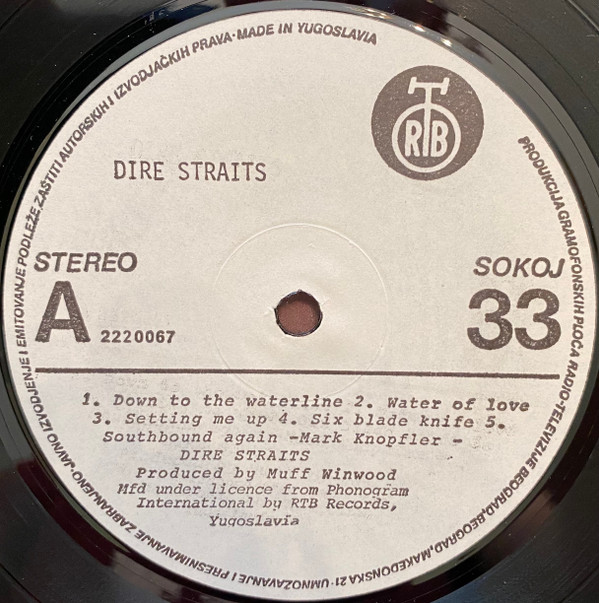 PRODUKCIJA GRAMOFONSKIH PLOČA RADIO-TELEVIZIJE BEOGRAD, BEOGRAD, MAKEDONSKA 21 · UMNOŽAVANJE I PRESNIMAVANJE ZABRANJENO · JAVNO IZVODJENJE I EMITOVANJE PODLEŽE ZAŠTITI AUTORSKIH I IZVODJAČKIH PRAVA · MADE IN YUGOSLAVIA
RTB
DIRE STRAITS
STEREO
SOKOJ
A 2220067
33
1. Down to the waterline 2. Water of love
3. Setting me up 4. Six blade knife 5.
Southbound again -Mark Knopfler -
DIRE STRAITS
Produced by Muff Winwood
Mfd under licence from Phonogram
International by RTB Records,
Yugoslavia